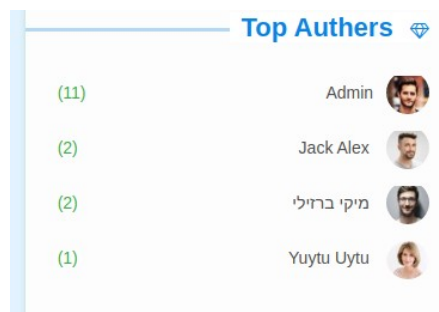 Top Authers
Admin (11)
Jack Alex (2)
מיקי ברזילי (2)
Yuytu Uytu (1)